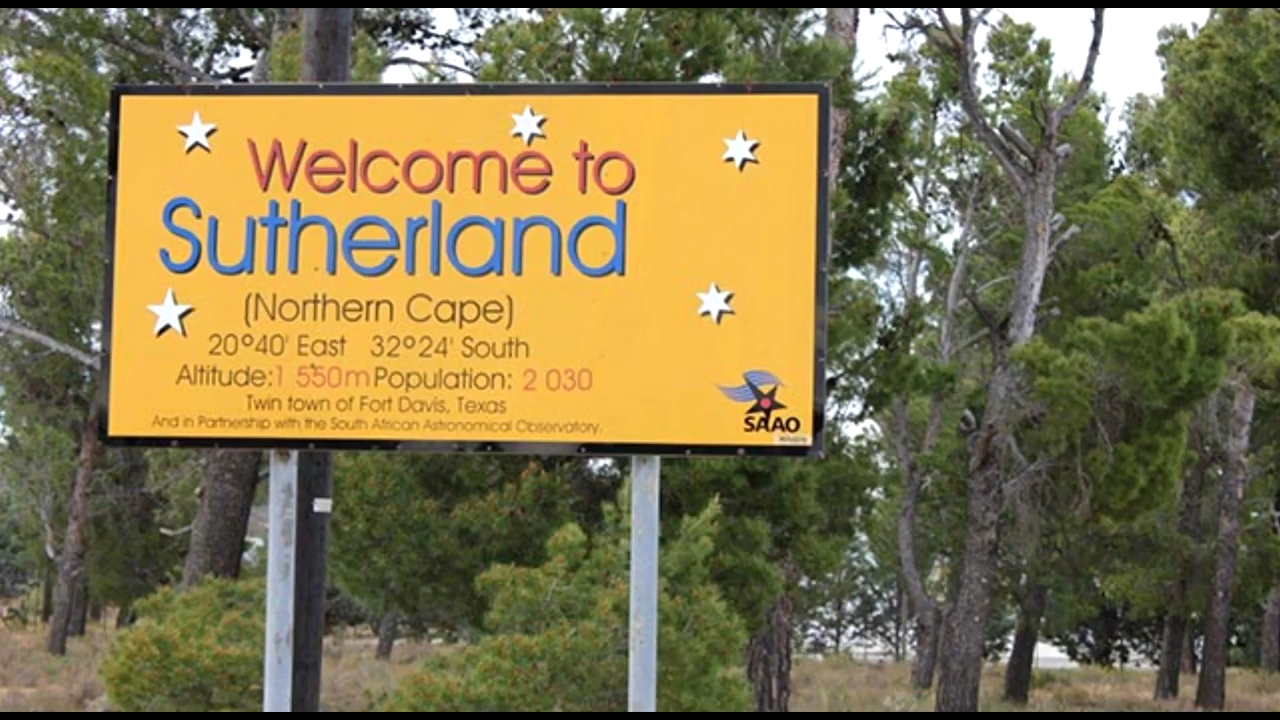 Welcome to
Sutherland
(Northern Cape)
20°40' East 32°24' South
Altitude: 1 550m Population: 2 030
Twin town of Fort Davis, Texas
And in Partnership with the South African Astronomical Observatory.
SAAO